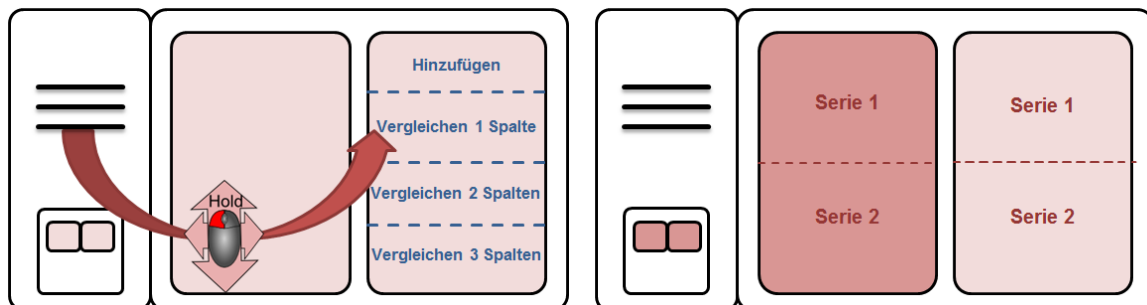 Hinzufügen
Vergleichen 1 Spalte
Vergleichen 2 Spalten
Vergleichen 3 Spalten
Hold
Serie 1
Serie 2
Serie 1
Serie 2